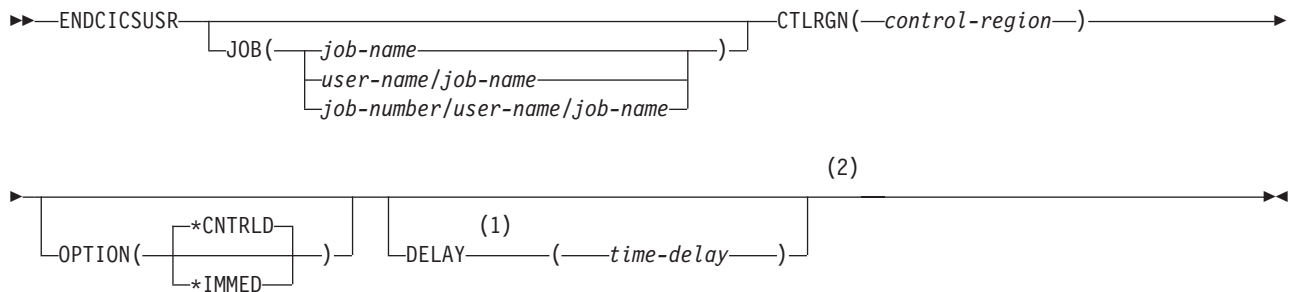 ENDCICSUSR JOB( job-name ) CTLRGN( control-region )
user-name/job-name
job-number/user-name/job-name
(2)
*CNTRLD (1)
OPTION( ) DELAY ( time-delay )
*IMMED